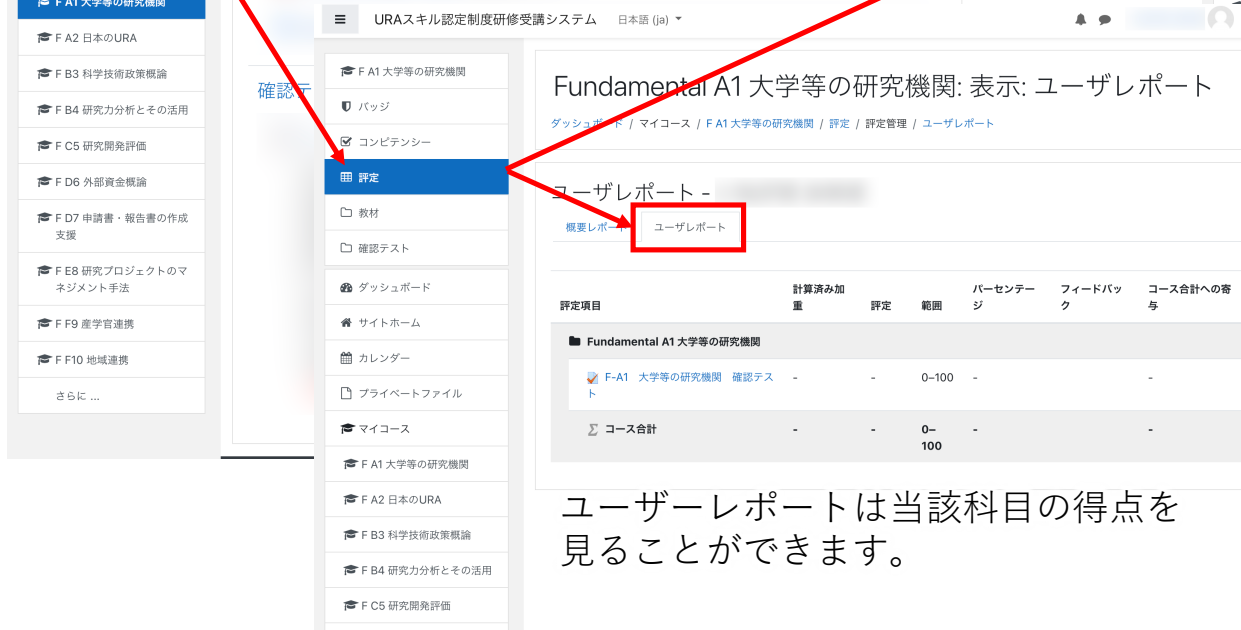 F A1 大学等の研究機関
F A2 日本のURA
F B3 科学技術政策概論
F B4 研究力分析とその活用
F C5 研究開発評価
F D6 外部資金概論
F D7 申請書・報告書の作成
支援
F E8 研究プロジェクトのマ
ネジメント手法
F F9 産学官連携
F F10 地域連携
さらに ...
確認テ
URAスキル認定制度研修受講システム 日本語 (ja)
F A1 大学等の研究機関
バッジ
コンピテンシー
評定
教材
確認テスト
ダッシュボード
サイトホーム
カレンダー
プライベートファイル
マイコース
F A1 大学等の研究機関
F A2 日本のURA
F B3 科学技術政策概論
F B4 研究力分析とその活用
F C5 研究開発評価
Fundamental A1 大学等の研究機関: 表示: ユーザレポート
ダッシュボード / マイコース / F A1 大学等の研究機関 / 評定 / 評定管理 / ユーザレポート
ユーザレポート -
概要レポート ユーザレポート
評定項目 計算済み加
重 評定 範囲 パーセンテー
ジ フィードバッ
ク コース合計への寄
与
Fundamental A1 大学等の研究機関
F-A1 大学等の研究機関 確認テス
ト - - 0–100 - -
コース合計 - - 0–
100 - -
ユーザーレポートは当該科目の得点を
見ることができます。